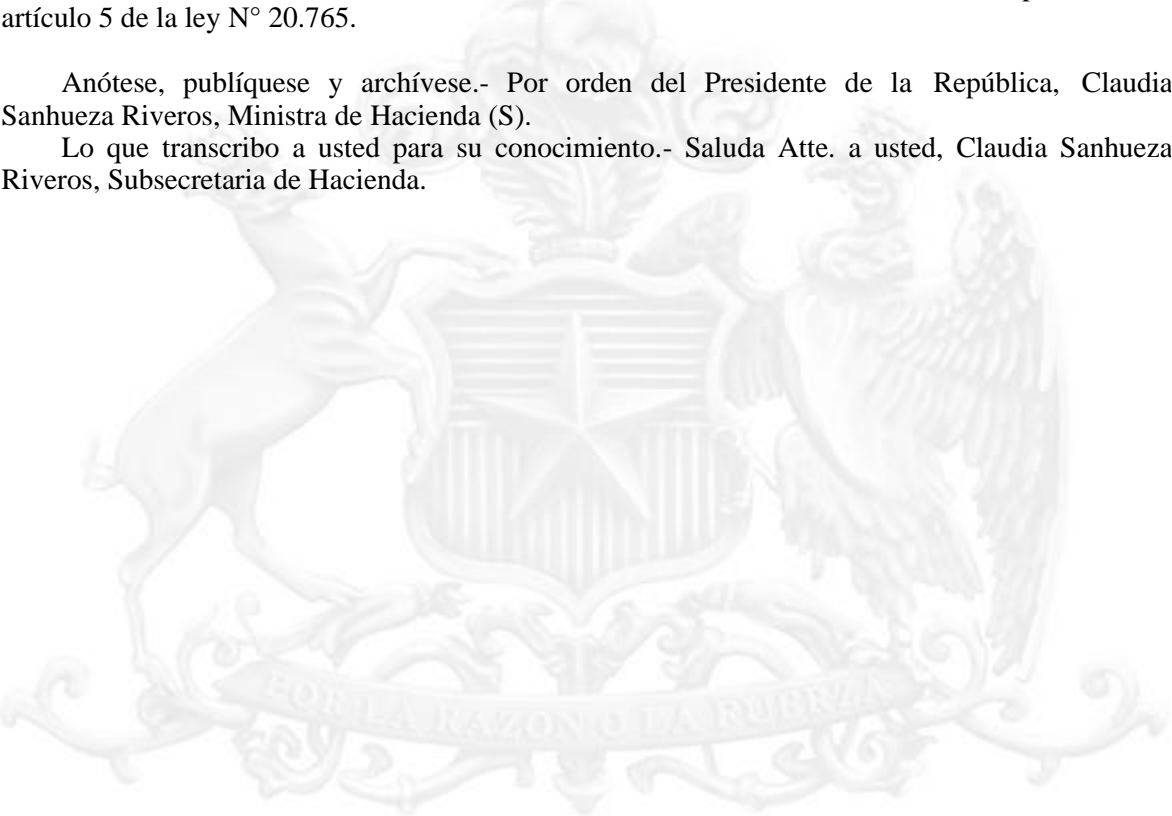 artículo 5 de la ley N° 20.765.
Anótese, publíquese y archívese.- Por orden del Presidente de la República, Claudia
Sanhueza Riveros, Ministra de Hacienda (S).
Lo que transcribo a usted para su conocimiento.- Saluda Atte. a usted, Claudia Sanhueza
Riveros, Subsecretaria de Hacienda.
POR LA RAZON O LA FUERZA